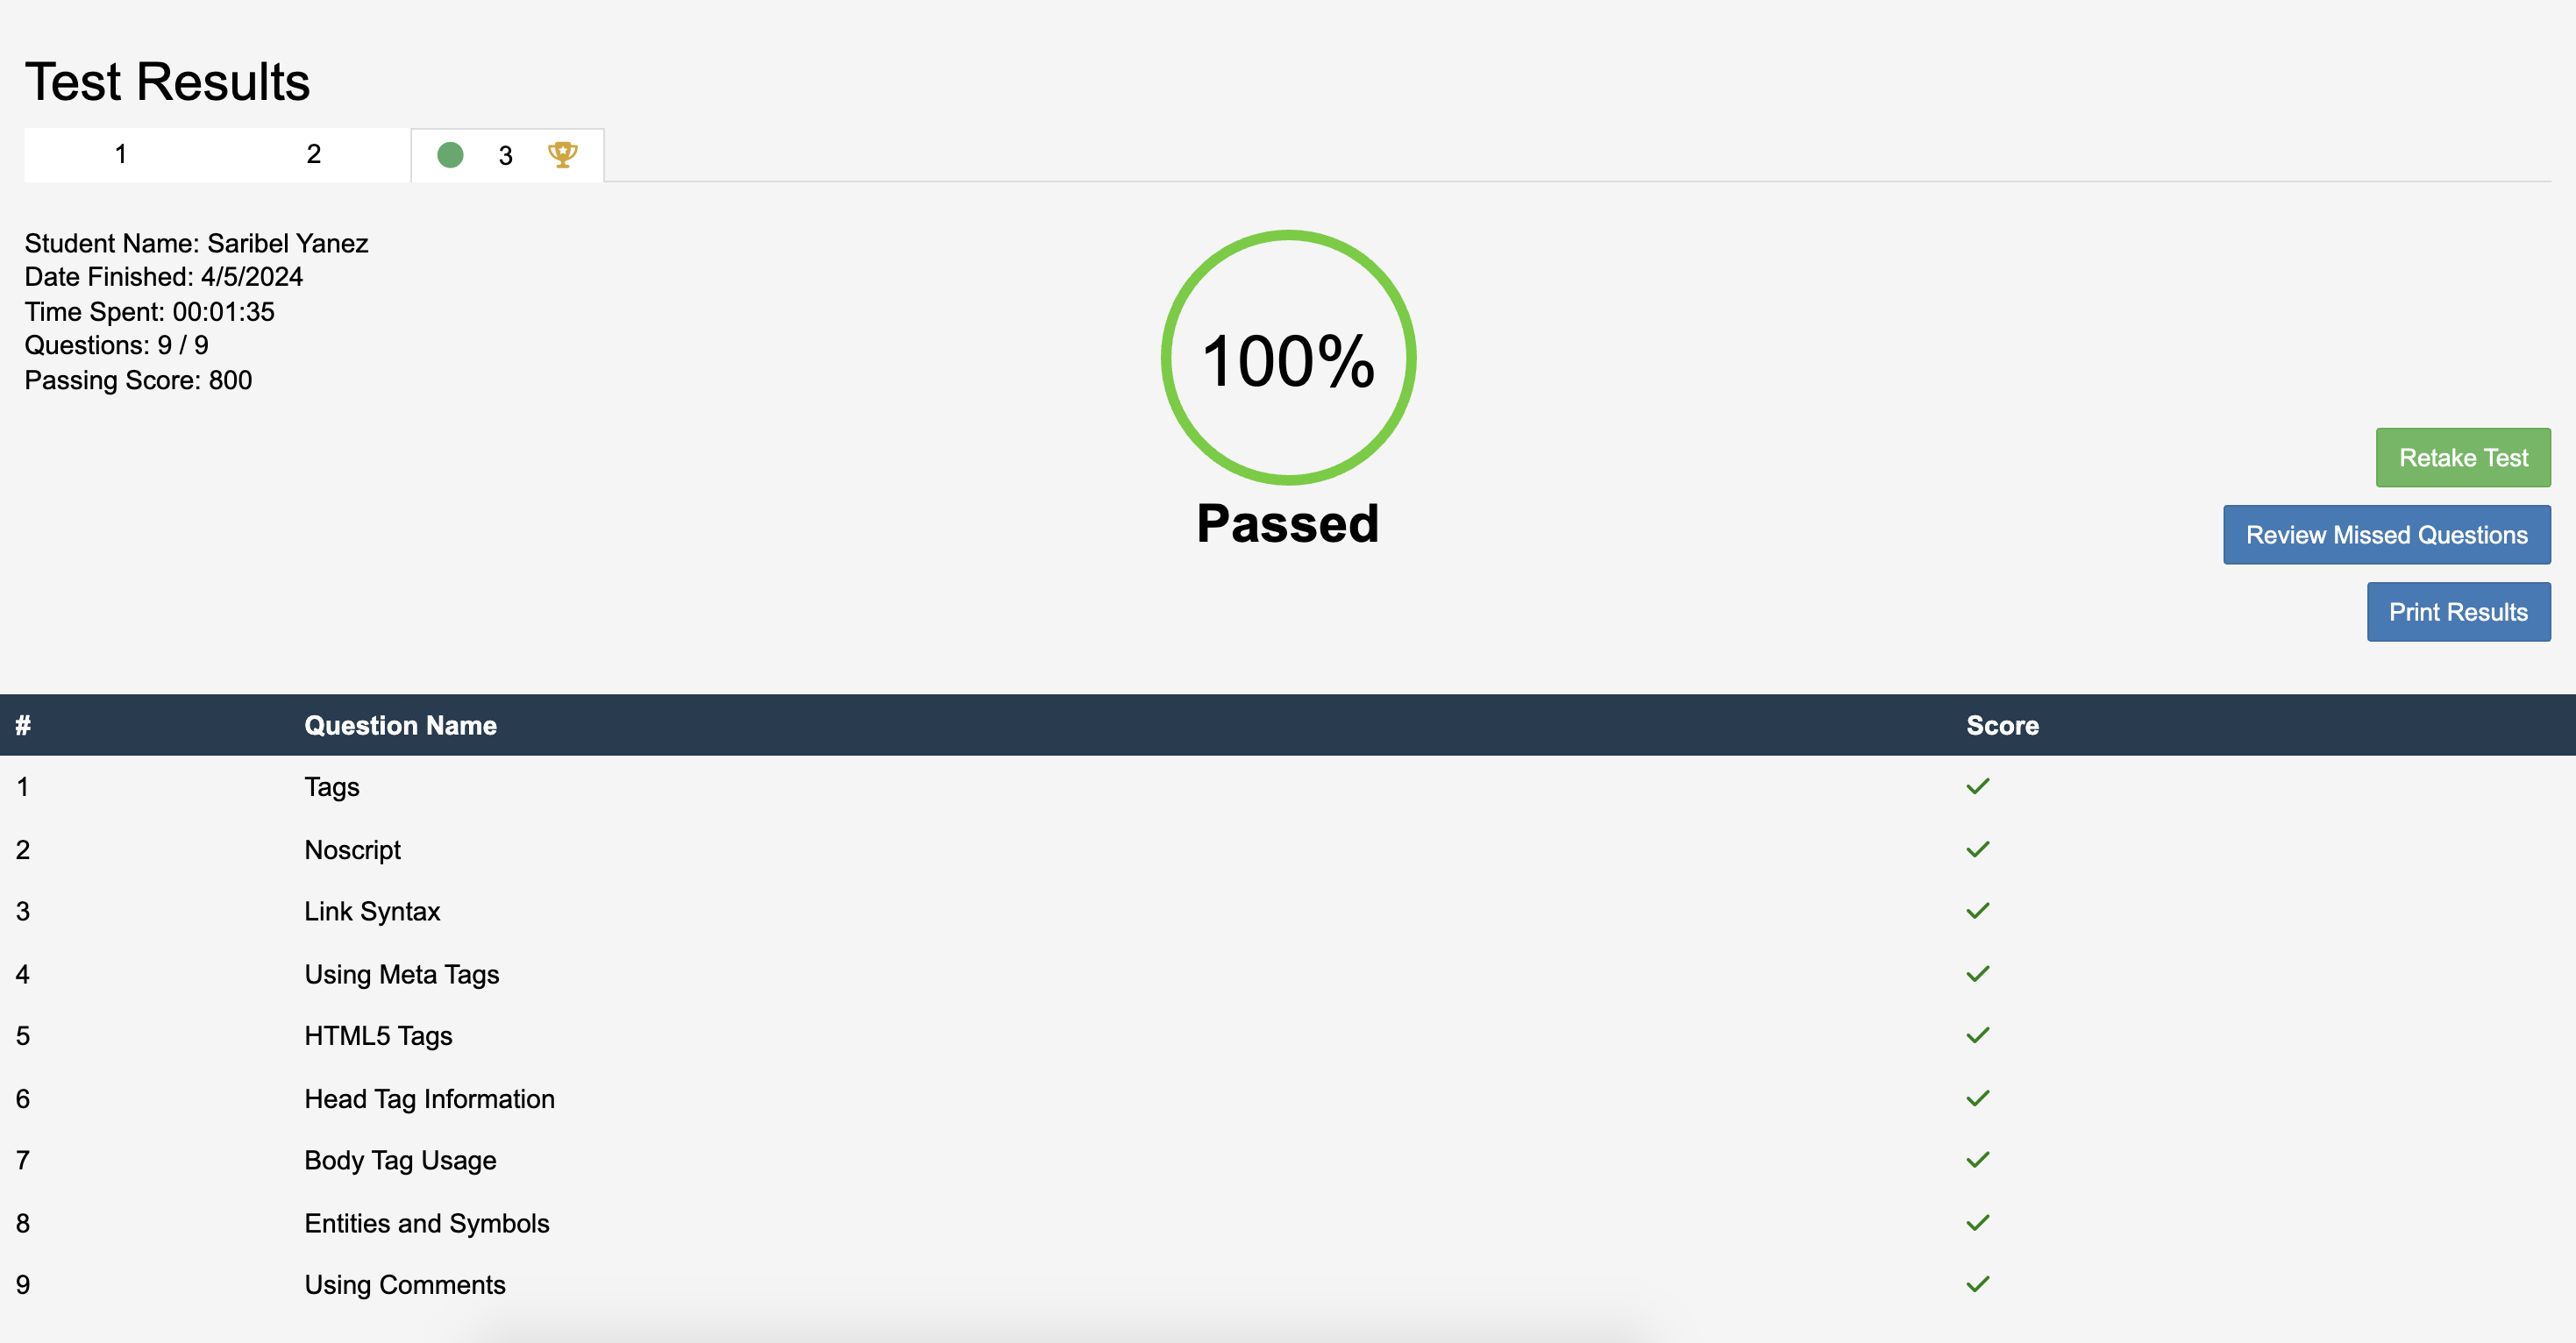 Test Results
1 2 3
Student Name: Saribel Yanez
Date Finished: 4/5/2024
Time Spent: 00:01:35
Questions: 9 / 9
Passing Score: 800
100%
Passed
Retake Test
Review Missed Questions
Print Results
# Question Name Score
1 Tags
2 Noscript
3 Link Syntax
4 Using Meta Tags
5 HTML5 Tags
6 Head Tag Information
7 Body Tag Usage
8 Entities and Symbols
9 Using Comments